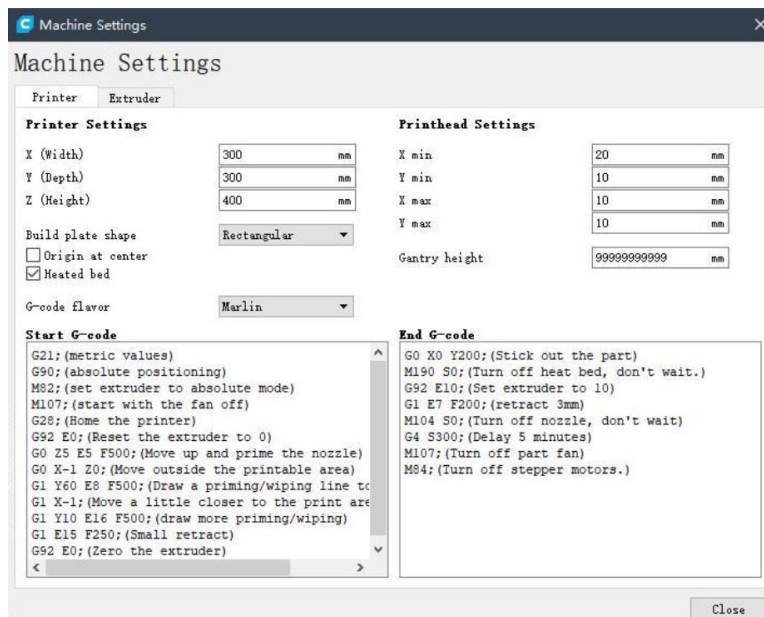 Machine Settings
Machine Settings
Printer Extruder
Printer Settings
X (Width) 300 mm
Y (Depth) 300 mm
Z (Height) 400 mm
Build plate shape Rectangular
Origin at center
Heated bed
G-code flavor Marlin
Printhead Settings
X min 20 mm
Y min 10 mm
X max 10 mm
Y max 10 mm
Gantry height 99999999999 mm
Start G-code
G21;(metric values)
G90;(absolute positioning)
M82;(set extruder to absolute mode)
M107;(start with the fan off)
G28;(Home the printer)
G92 E0;(Reset the extruder to 0)
G0 Z5 E5 F500;(Move up and prime the nozzle)
G0 X-1 Z0;(Move outside the printable area)
G1 Y60 E8 F500;(Draw a priming/wiping line to
G1 X-1;(Move a little closer to the print are
G1 Y10 E16 F500;(draw more priming/wiping)
G1 E15 F250;(Small retract)
G92 E0;(Zero the extruder)
End G-code
G0 X0 Y200;(Stick out the part)
M190 S0;(Turn off heat bed, don't wait.)
G92 E10;(Set extruder to 10)
G1 E7 F200;(retract 3mm)
M104 S0;(Turn off nozzle, don't wait)
G4 S300;(Delay 5 minutes)
M107;(Turn off part fan)
M84;(Turn off stepper motors.)
Close